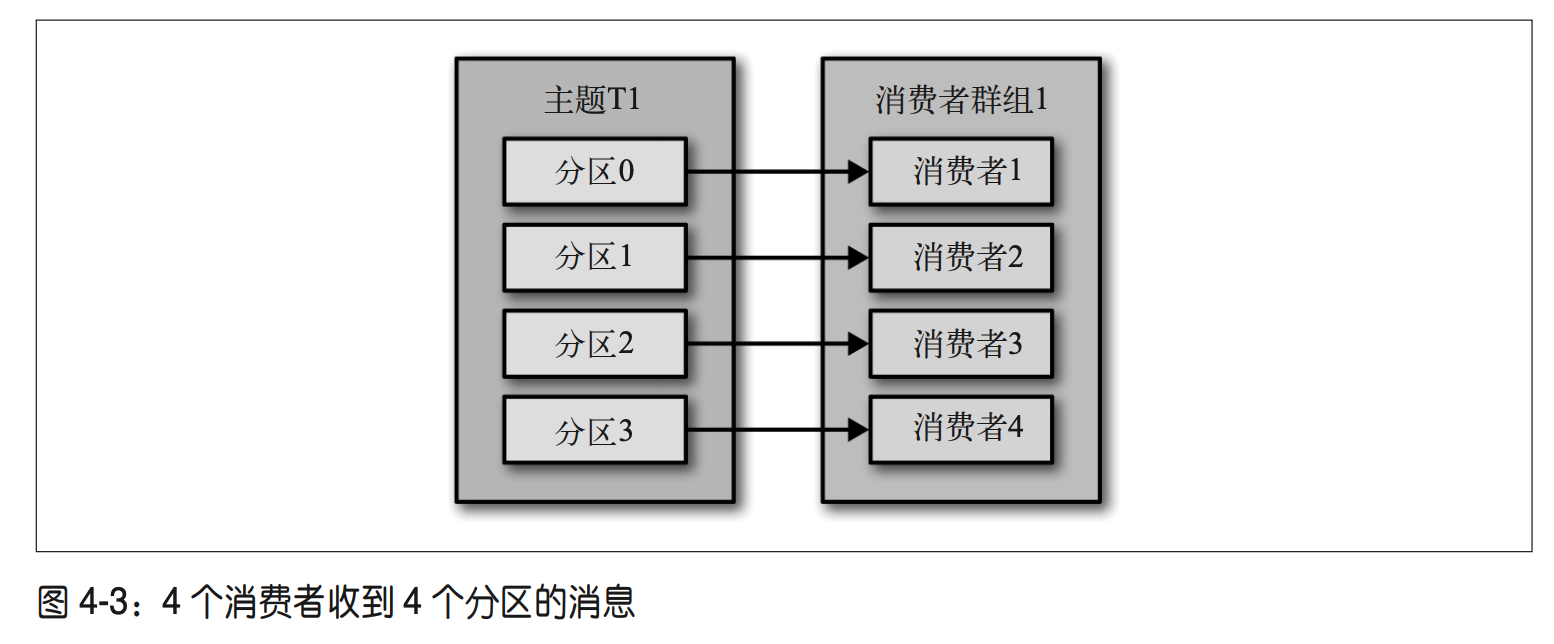 主题T1
消费者群组1
分区0
消费者1
分区1
消费者2
分区2
消费者3
分区3
消费者4
图 4-3：4 个消费者收到 4 个分区的消息